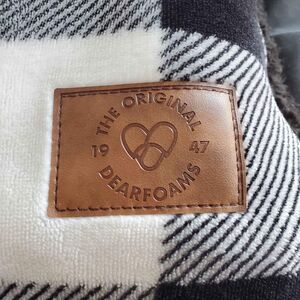 THE ORIGINAL
19 47
DEARFOAMS